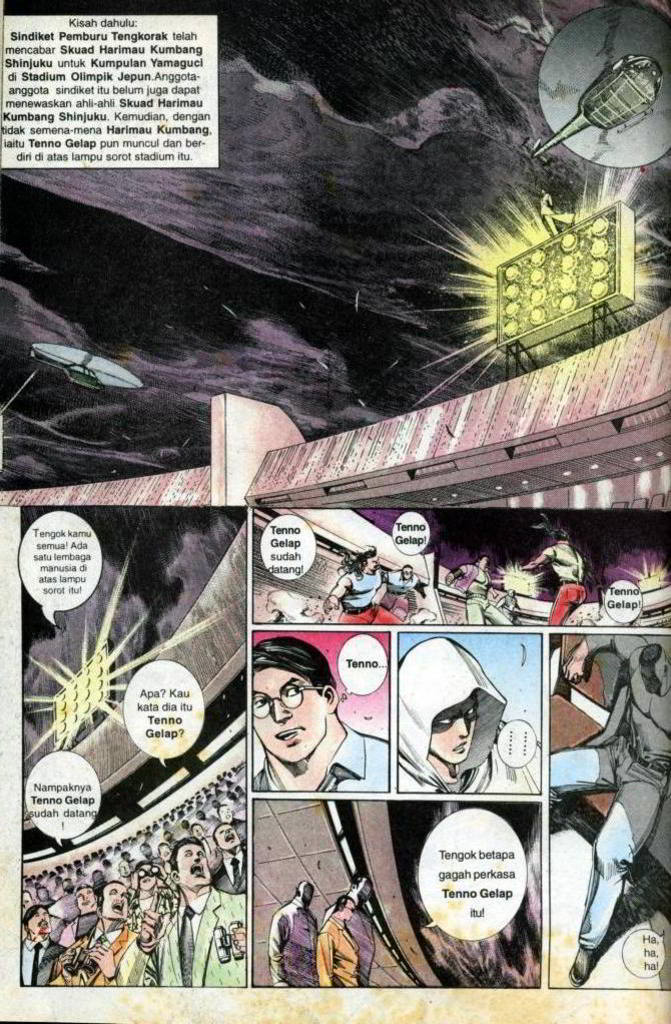 Kisah dahulu:
Sindiket Pemburu Tengkorak telah
mencabar Skuad Harimau Kumbang
Shinjuku untuk Kumpulan Yamaguci
di Stadium Olimpik Jepun.Anggota-
anggota sindiket itu belum juga dapat
menewaskan ahli-ahli Skuad Harimau
Kumbang Shinjuku. Kemudian, dengan
tidak semena-mena Harimau Kumbang,
iaitu Tenno Gelap pun muncul dan ber-
diri di atas lampu sorot stadium itu.
Tengok kamu
semua! Ada
satu lembaga
manusia di
atas lampu
sorot itu!
Apa? Kau
kata dia itu
Tenno
Gelap?
Nampaknya
Tenno Gelap
sudah datang
!
Tenno
Gelap
sudah
datang!
Tenno
Gelap!
Tenno
Gelap!
Tenno...
......
Tengok betapa
gagah perkasa
Tenno Gelap
itu!
Ha,
ha,
ha!